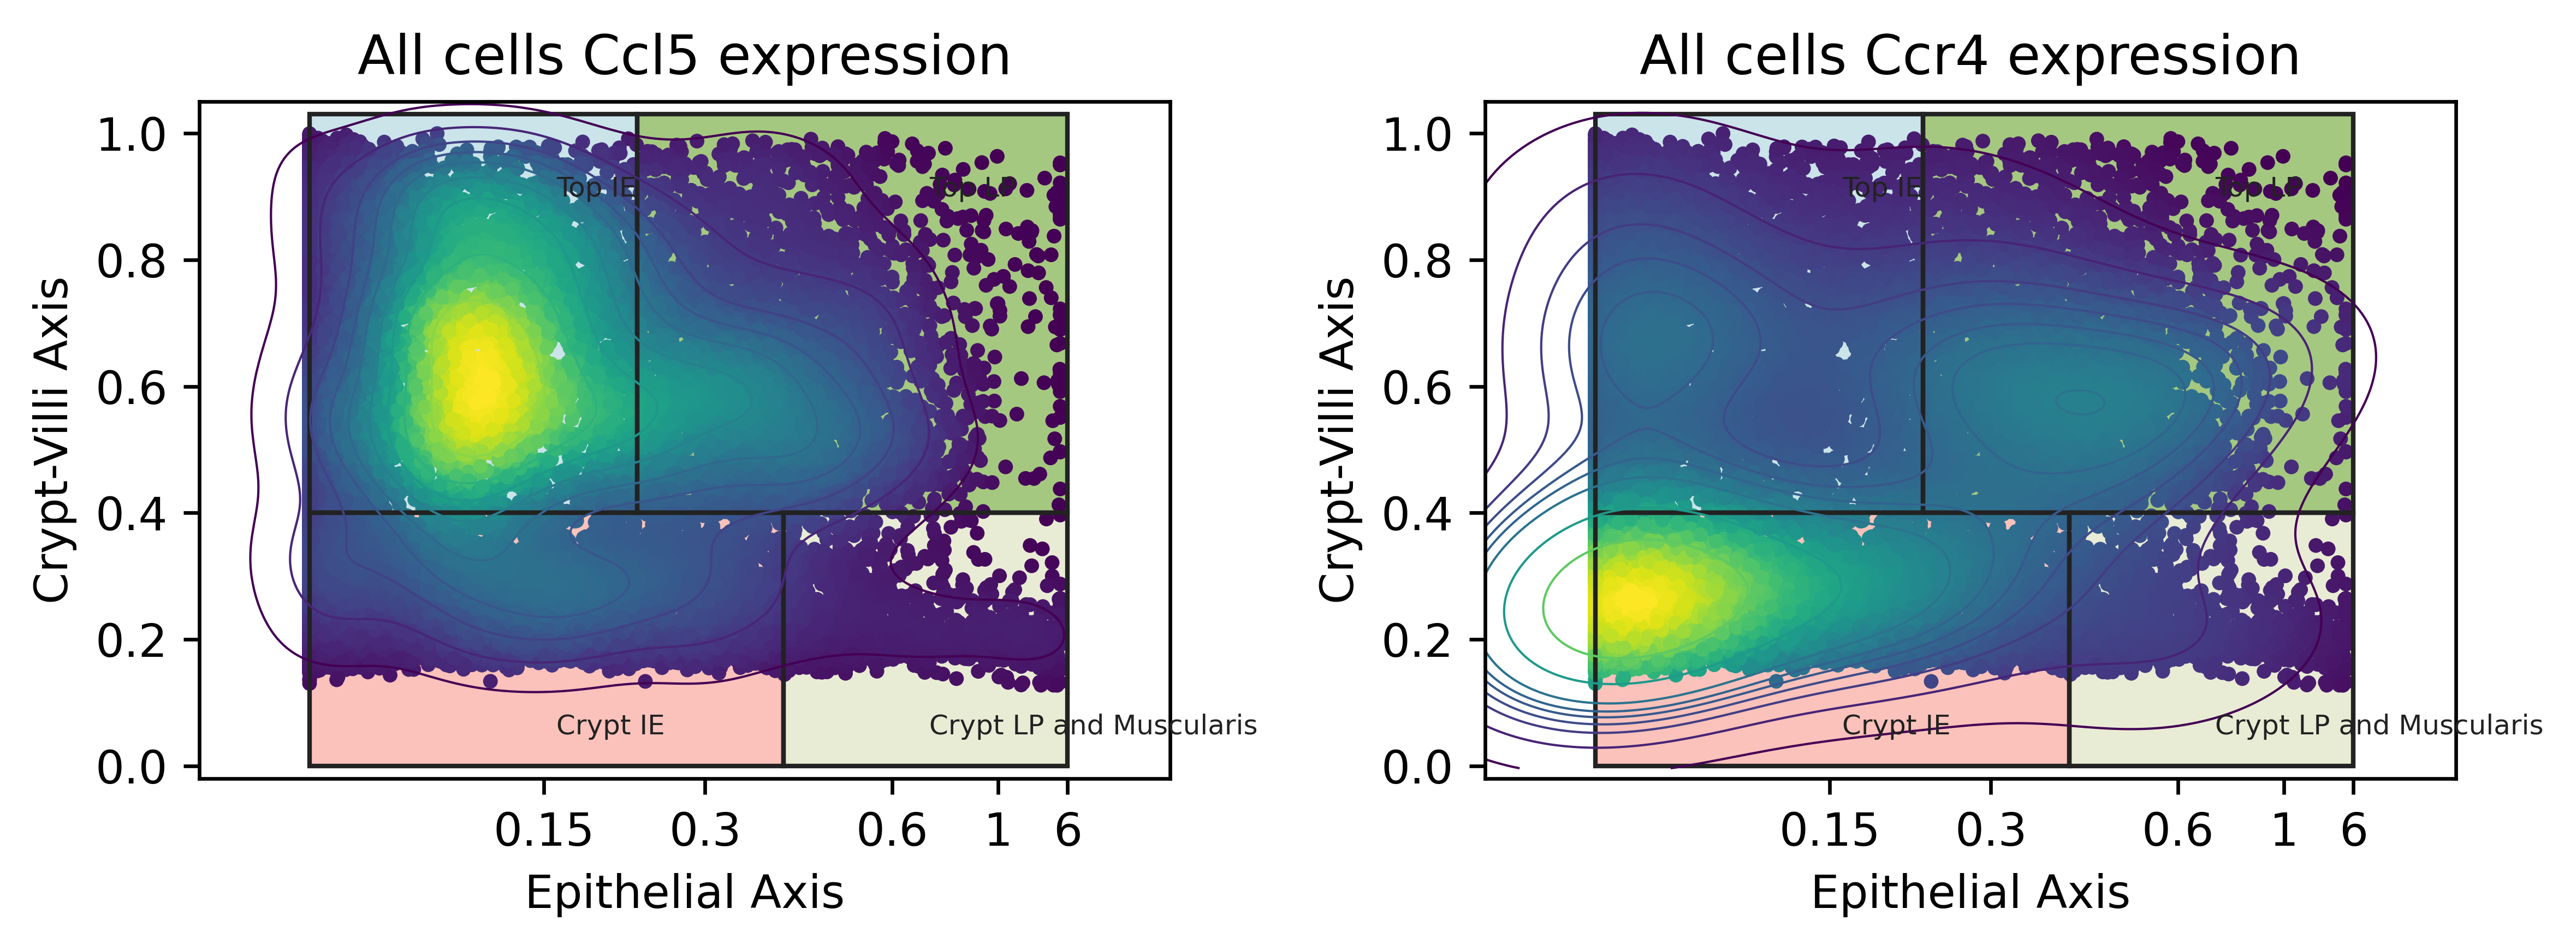 All cells Ccl5 expression
Crypt-Villi Axis
1.0
0.8
0.6
0.4
0.2
0.0
Top IE
Top LP
Crypt IE
Crypt LP and Muscularis
0.15 0.3 0.6 1 6
Epithelial Axis
All cells Ccr4 expression
Crypt-Villi Axis
1.0
0.8
0.6
0.4
0.2
0.0
Top IE
Top LP
Crypt IE
Crypt LP and Muscularis
0.15 0.3 0.6 1 6
Epithelial Axis